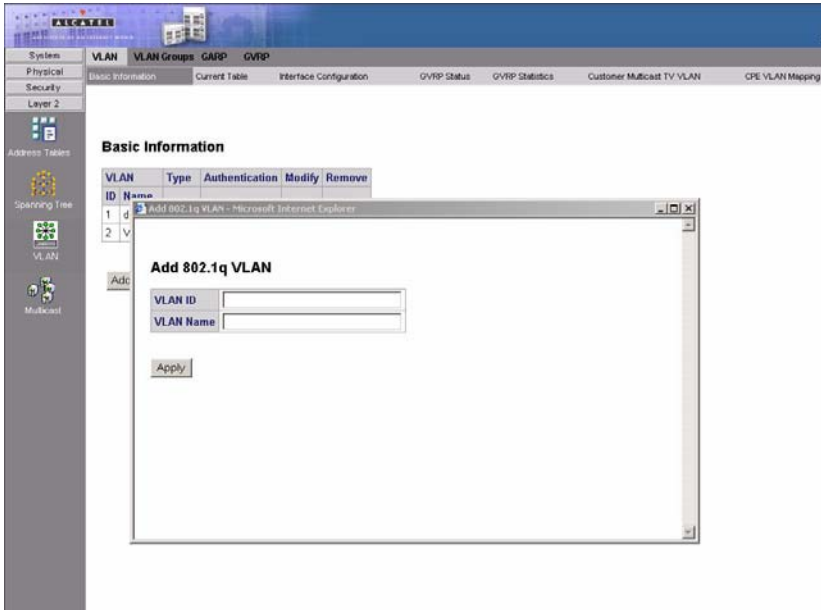 ALCATEL
System
Physical
Security
Layer 2
Address Tables
Spanning Tree
VLAN
Multicast
VLAN VLAN Groups GARP GVRP
Basic Information Current Table Interface Configuration GVRP Status GVRP Statistics Customer Multicast TV VLAN CPE VLAN Mapping
Basic Information
VLAN Type Authentication Modify Remove
ID Name
1 d
2 V
Add
Add 802.1q VLAN - Microsoft Internet Explorer
Add 802.1q VLAN
VLAN ID
VLAN Name
Apply